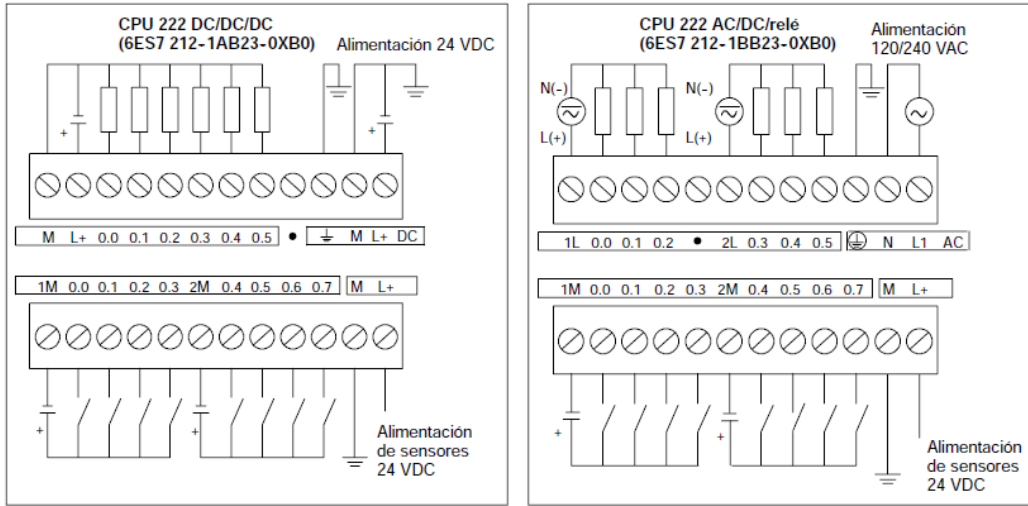 CPU 222 DC/DC/DC
(6ES7 212-1AB23-0XB0)
Alimentación 24 VDC
+
+
M L+ 0.0 0.1 0.2 0.3 0.4 0.5 • ⏚ M L+ DC
1M 0.0 0.1 0.2 0.3 2M 0.4 0.5 0.6 0.7 M L+
+
+
Alimentación
de sensores
24 VDC
CPU 222 AC/DC/relé
(6ES7 212-1BB23-0XB0)
Alimentación
120/240 VAC
N(-)
N(-)
L(+)
L(+)
1L 0.0 0.1 0.2 • 2L 0.3 0.4 0.5 N L1 AC
1M 0.0 0.1 0.2 0.3 2M 0.4 0.5 0.6 0.7 M L+
+
+
Alimentación
de sensores
24 VDC